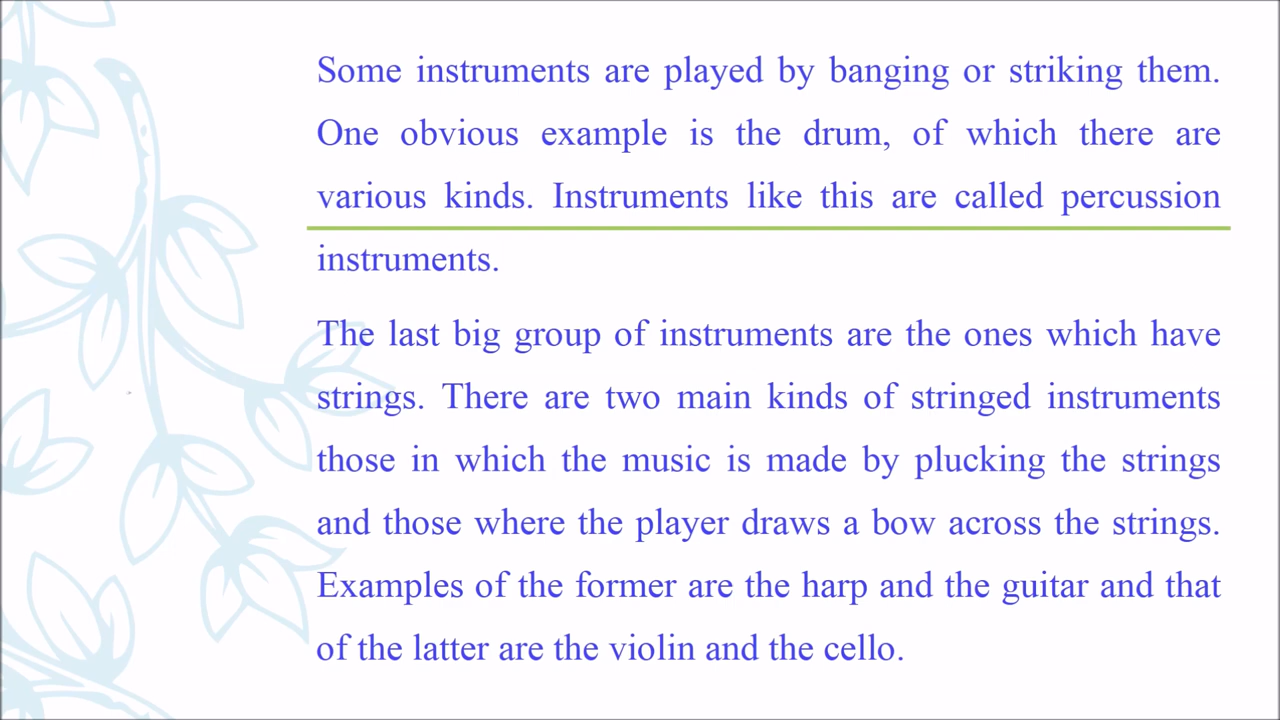 Some instruments are played by banging or striking them.
One obvious example is the drum, of which there are
various kinds. Instruments like this are called percussion
instruments.
The last big group of instruments are the ones which have
strings. There are two main kinds of stringed instruments
those in which the music is made by plucking the strings
and those where the player draws a bow across the strings.
Examples of the former are the harp and the guitar and that
of the latter are the violin and the cello.